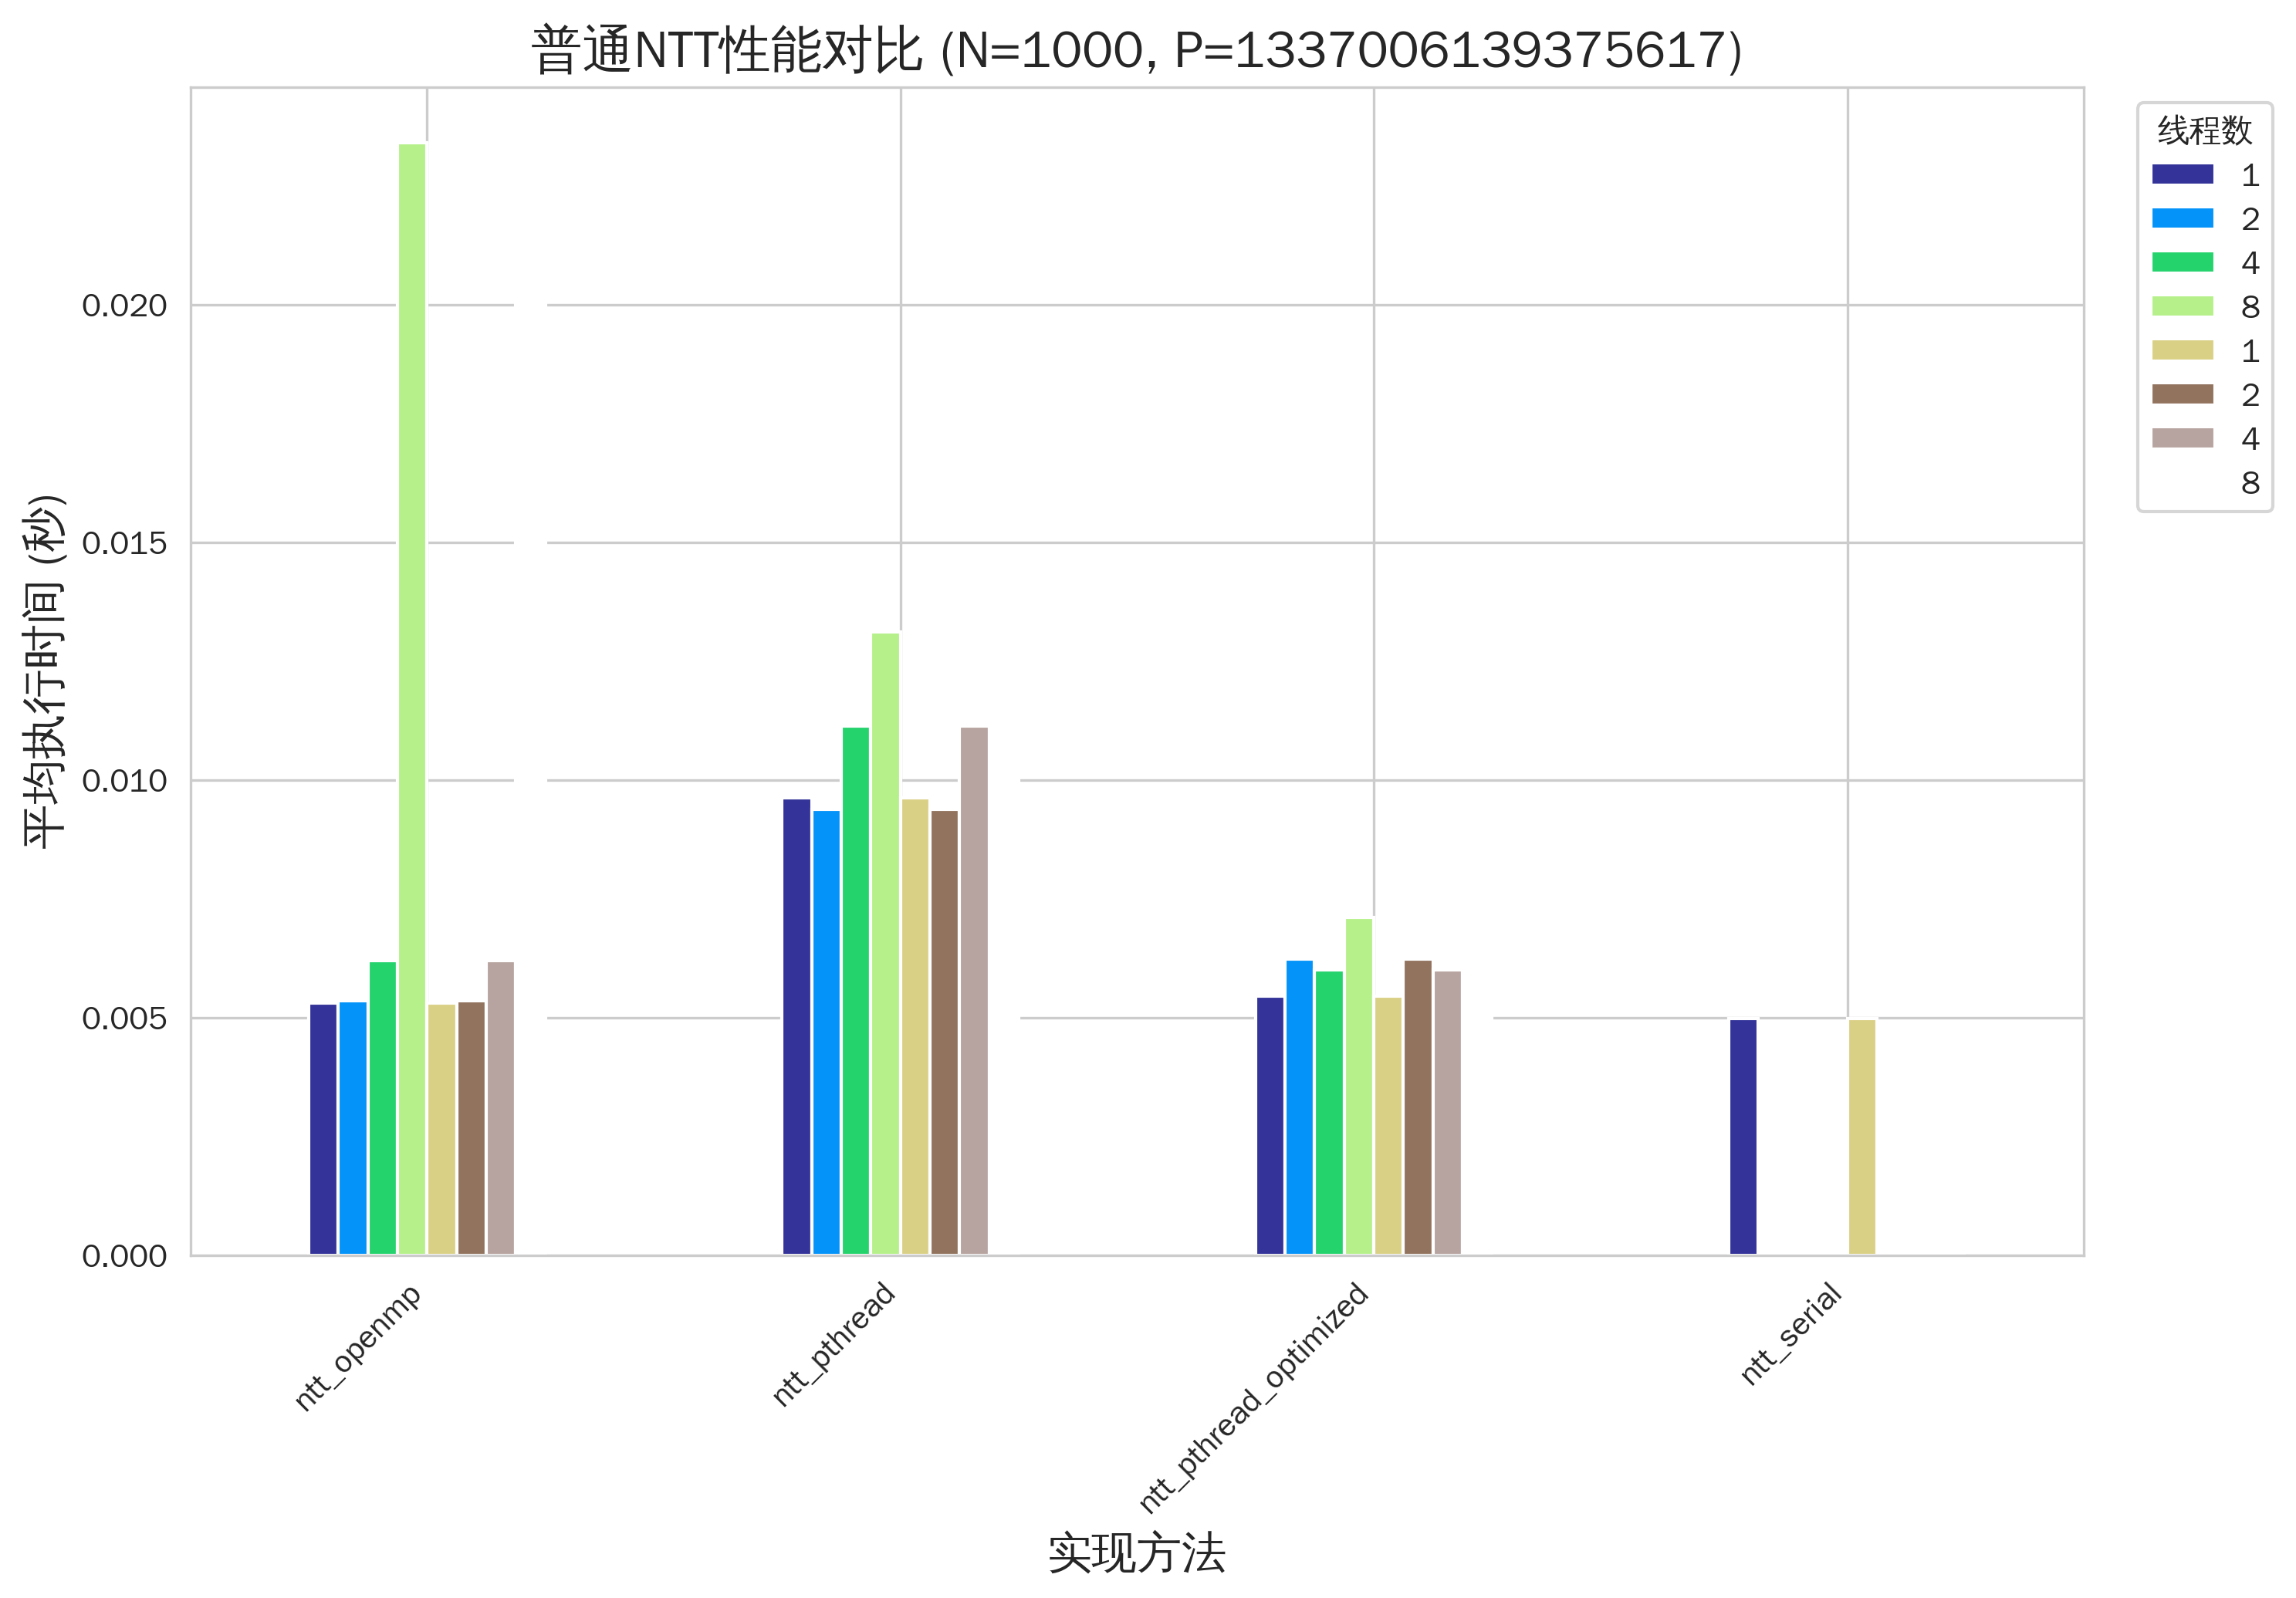 普通NTT性能对比 (N=1000, P=1337006139375617)
线程数
1
2
4
8
1
2
4
8
平均执行时间 (秒)
0.020
0.015
0.010
0.005
0.000
ntt_openmp
ntt_pthread
ntt_pthread_optimized
ntt_serial
实现方法